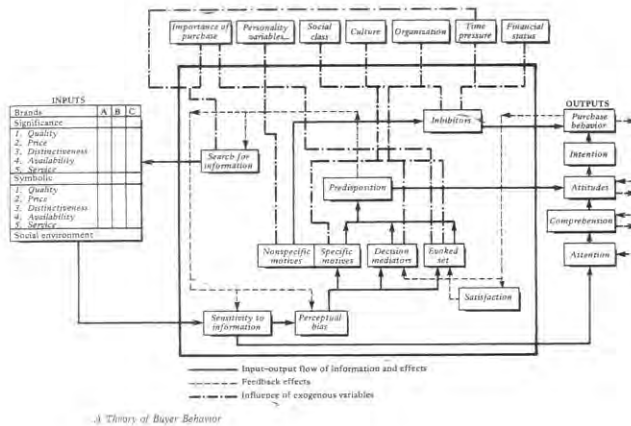 Importance of
purchase
Personality
variables
Social
class
Culture
Organization
Time
pressure
Financial
status
INPUTS
Brands A B C
Significance
1. Quality
2. Price
3. Distinctiveness
4. Availability
5. Service
Symbolic
1. Quality
2. Price
3. Distinctiveness
4. Availability
5. Service
Social environment
Search for
information
Inhibitors
Predisposition
Nonspecific
motives
Specific
motives
Decision
mediators
Evoked
set
Satisfaction
Sensitivity to
information
Perceptual
bias
OUTPUTS
Purchase
behavior
Intention
Attitudes
Comprehension
Attention
Input-output flow of information and effects
Feedback effects
Influence of exogenous variables
A Theory of Buyer Behavior